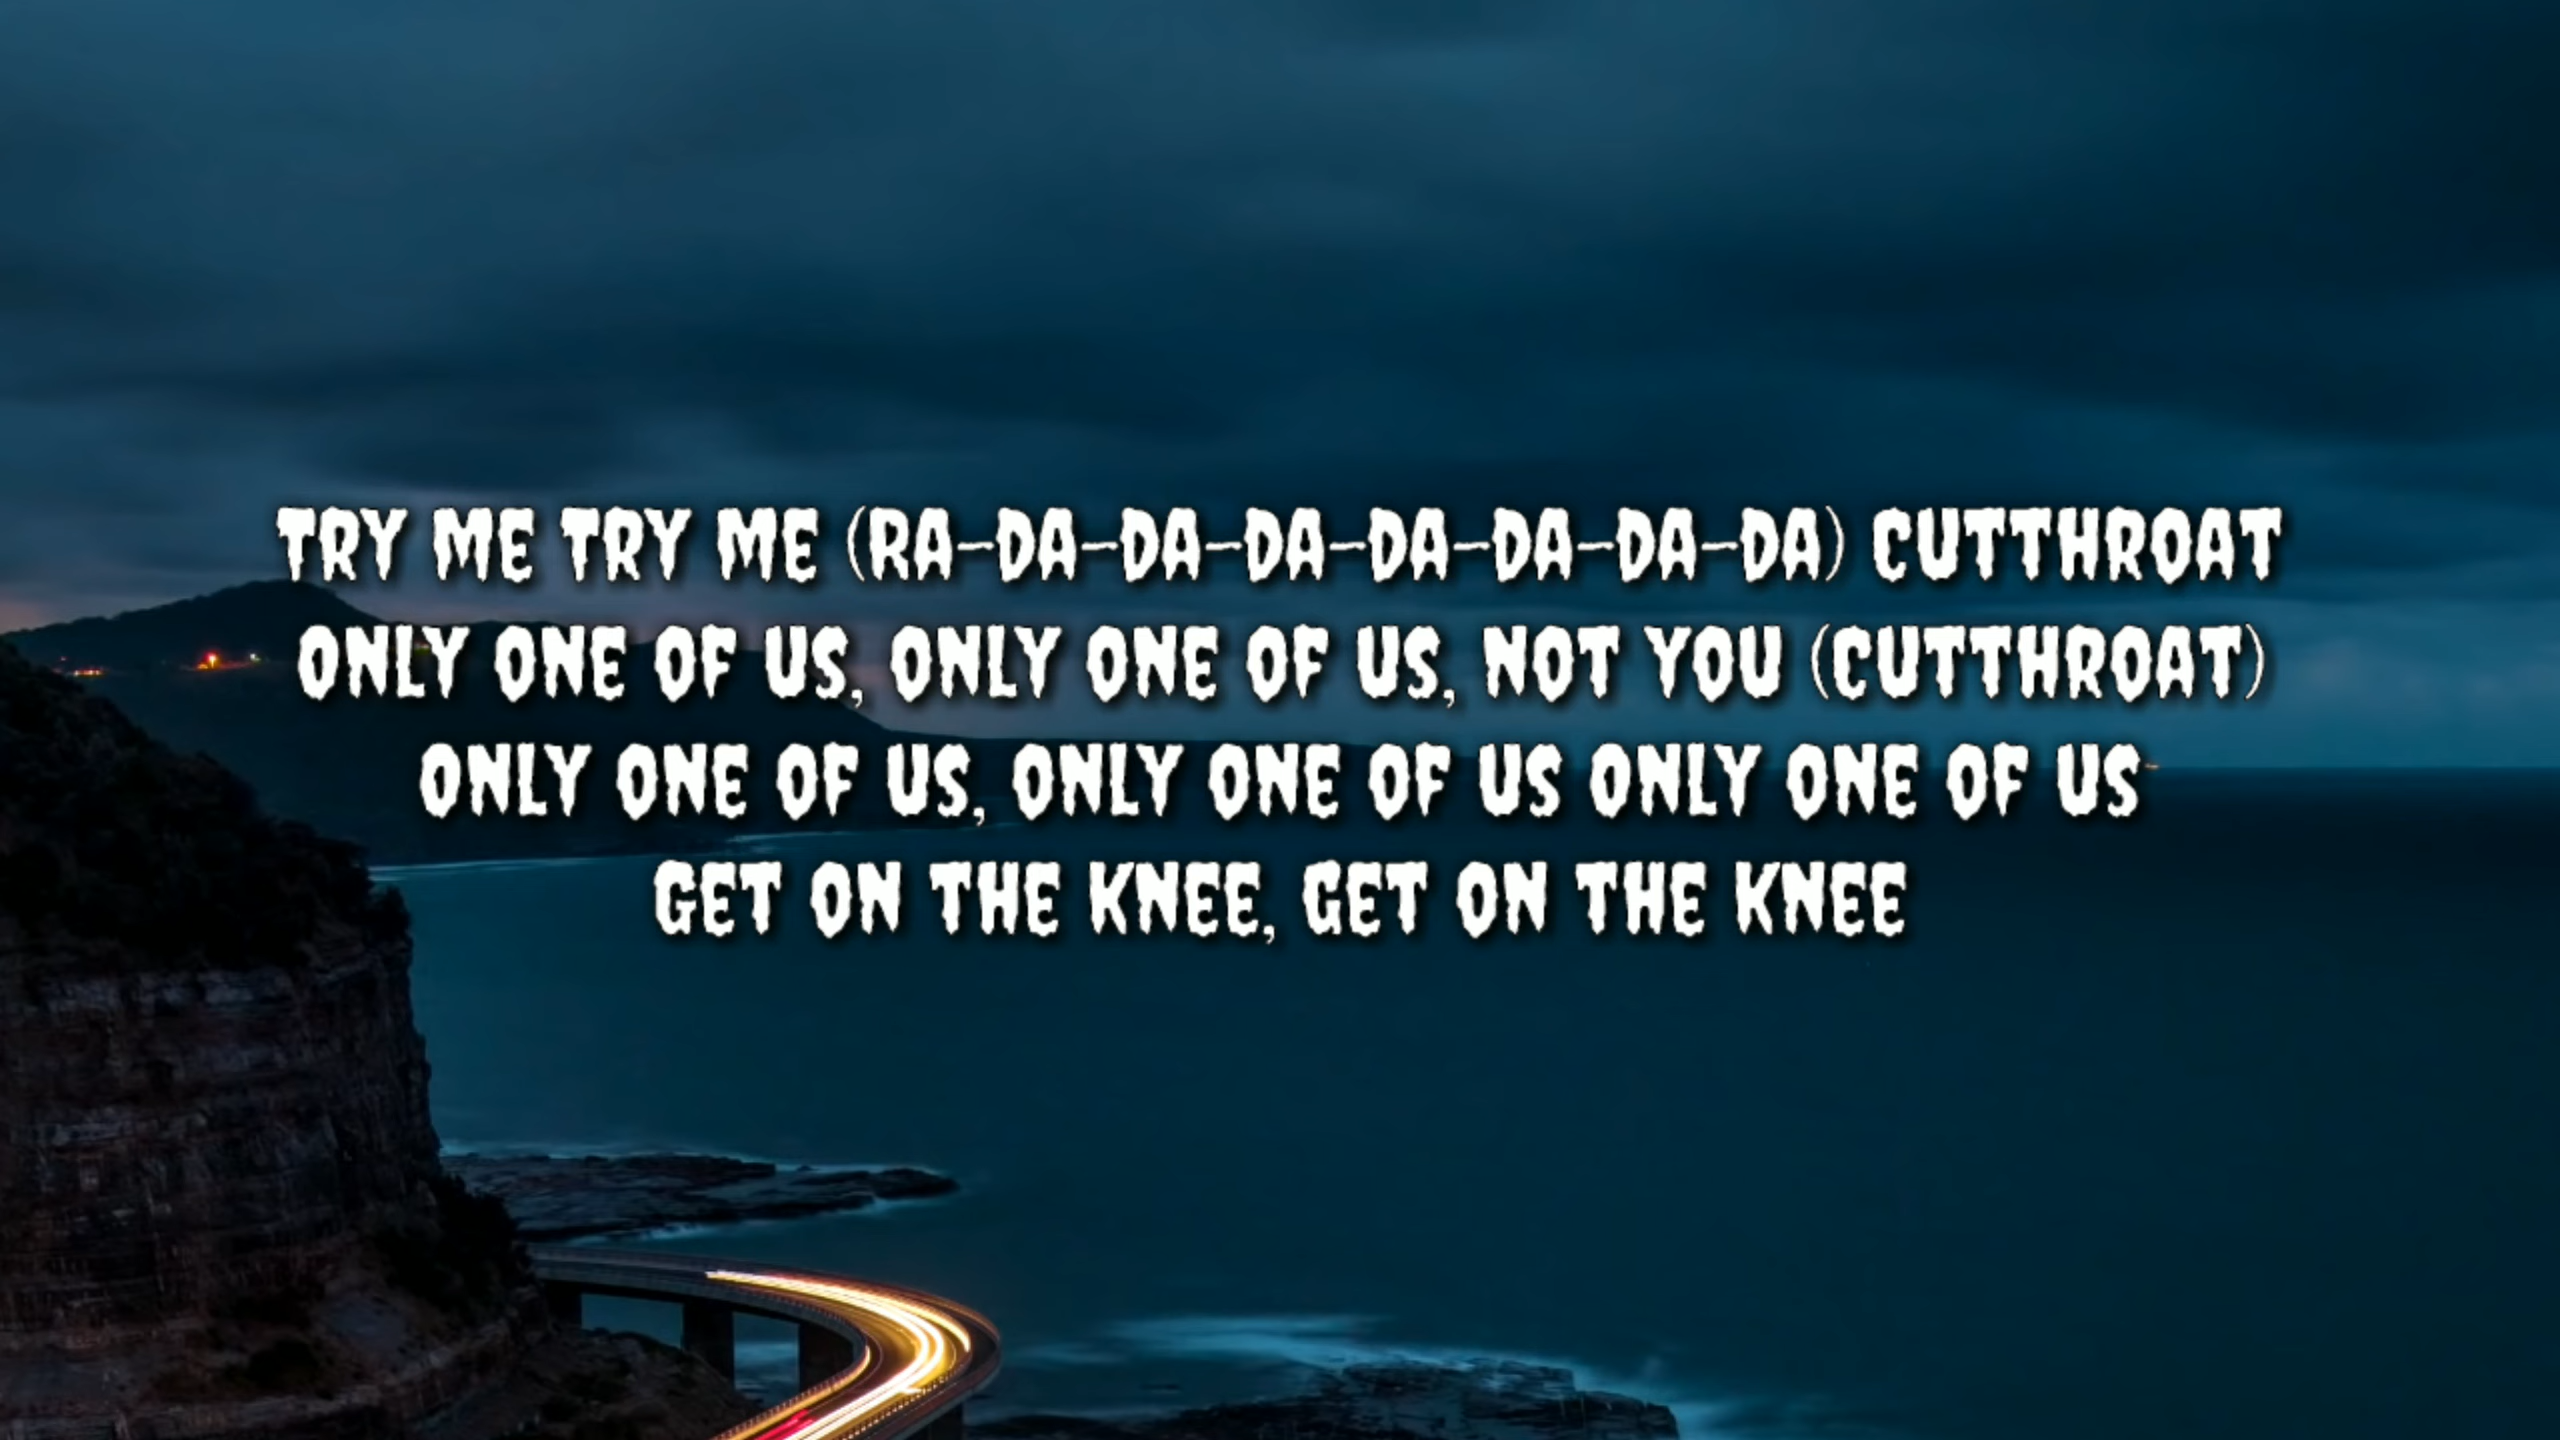 TRY ME TRY ME (RA-DA-DA-DA-DA-DA-DA-DA) CUTTHROAT
ONLY ONE OF US, ONLY ONE OF US, NOT YOU (CUTTHROAT)
ONLY ONE OF US, ONLY ONE OF US ONLY ONE OF US
GET ON THE KNEE, GET ON THE KNEE